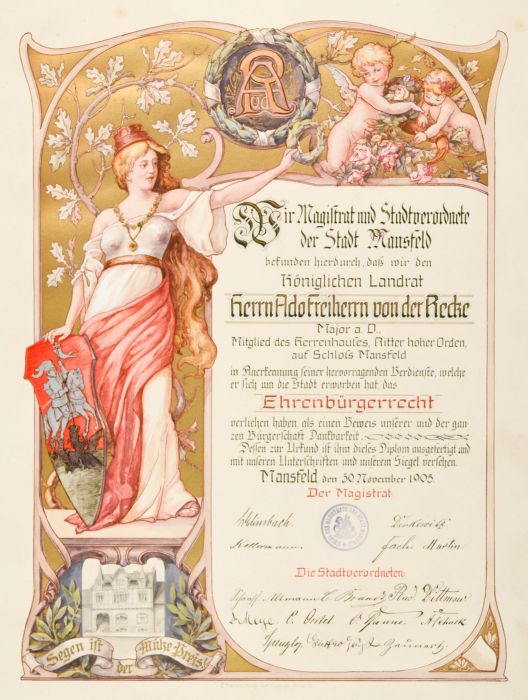 Wir Magistrat und Stadtverordnete
der Stadt Mansfeld
bekunden hierdurch, daß wir den
Königlichen Landrat
Herrn Ado Freiherrn von der Recke
Major a. D.,
Mitglied des Herrenhauses, Ritter hoher Orden,
auf Schloß Mansfeld
in Anerkennung seiner hervorragenden Verdienste, welche
er sich um die Stadt erworben hat, das
Ehrenbürgerrecht
verliehen haben, als einen Beweis unserer und der gan-
zen Bürgerschaft Dankbarkeit.
Dessen zur Urkund ist ihm dieses Diplom ausgefertigt und
mit unseren Unterschriften und unserem Siegel versehen.
Mansfeld, den 30. November 1905.
Der Magistrat:
Martin
Die Stadtverordneten:
Dittmar
Segen ist
der
Mühe Preis!